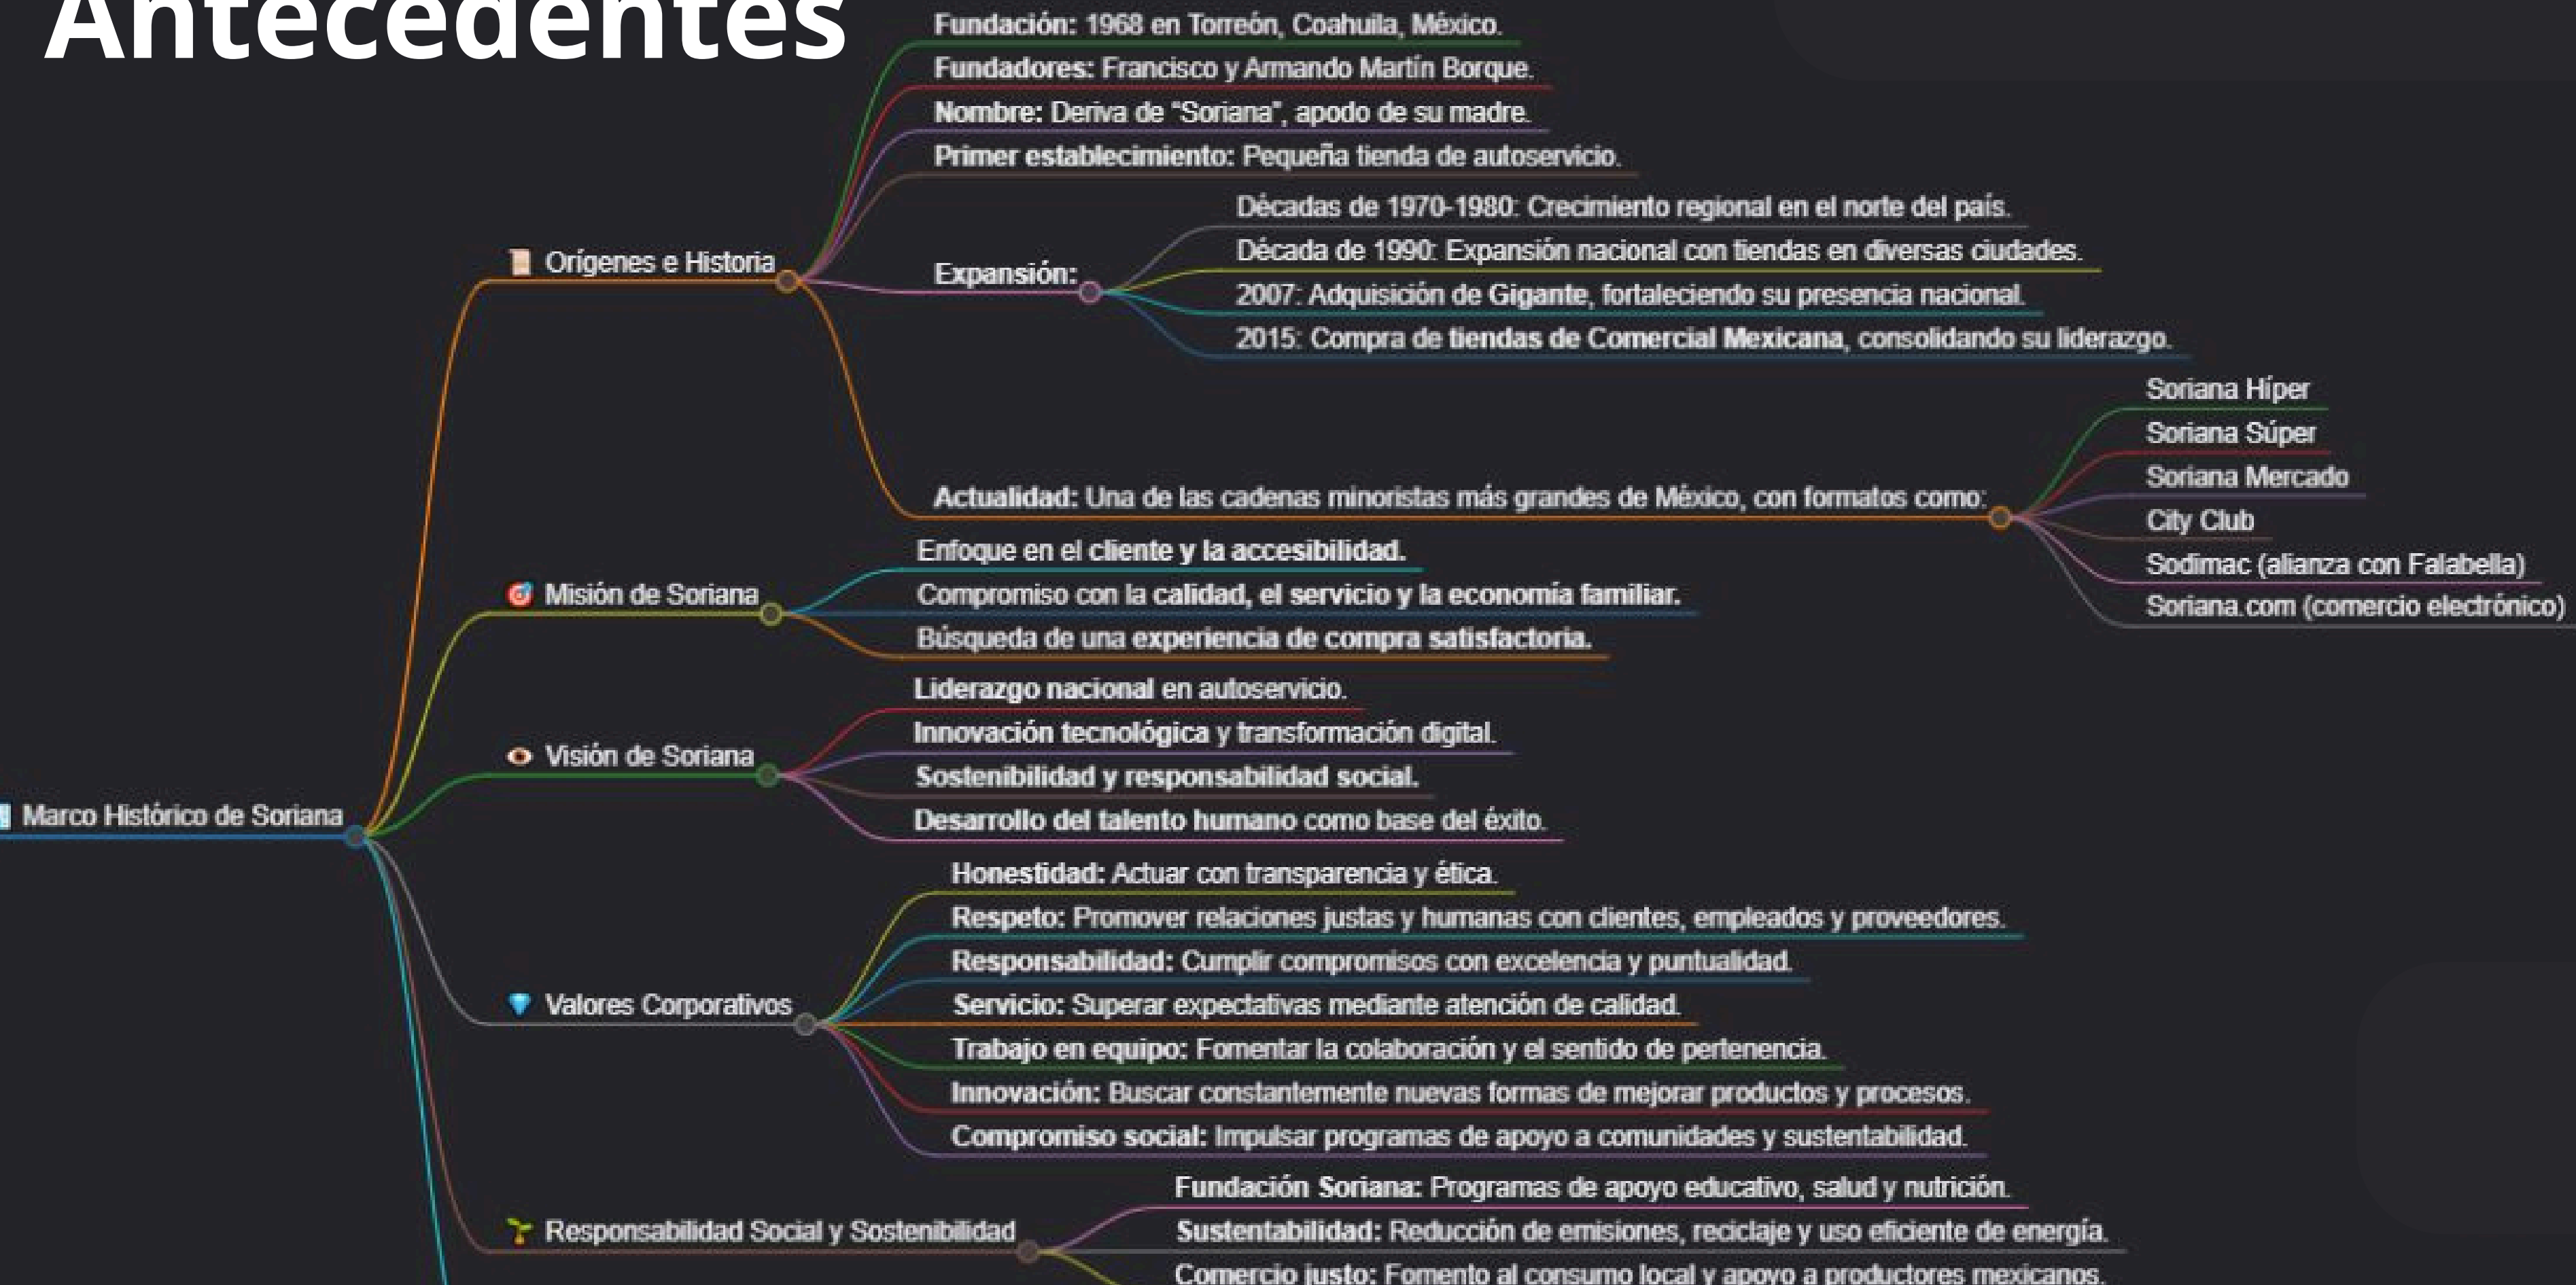 Antecedentes
Fundación: 1968 en Torreón, Coahuila, México.
Fundadores: Francisco y Armando Martín Borque.
Nombre: Deriva de “Soriana”, apodo de su madre.
Primer establecimiento: Pequeña tienda de autoservicio.
Orígenes e Historia
Expansión:
Décadas de 1970-1980: Crecimiento regional en el norte del país.
Década de 1990: Expansión nacional con tiendas en diversas ciudades.
2007: Adquisición de Gigante, fortaleciendo su presencia nacional.
2015: Compra de tiendas de Comercial Mexicana, consolidando su liderazgo.
Actualidad: Una de las cadenas minoristas más grandes de México, con formatos como:
Soriana Híper
Soriana Súper
Soriana Mercado
City Club
Sodimac (alianza con Falabella)
Soriana.com (comercio electrónico)
Misión de Soriana
Enfoque en el cliente y la accesibilidad.
Compromiso con la calidad, el servicio y la economía familiar.
Búsqueda de una experiencia de compra satisfactoria.
Visión de Soriana
Liderazgo nacional en autoservicio.
Innovación tecnológica y transformación digital.
Sostenibilidad y responsabilidad social.
Desarrollo del talento humano como base del éxito.
Marco Histórico de Soriana
Valores Corporativos
Honestidad: Actuar con transparencia y ética.
Respeto: Promover relaciones justas y humanas con clientes, empleados y proveedores.
Responsabilidad: Cumplir compromisos con excelencia y puntualidad.
Servicio: Superar expectativas mediante atención de calidad.
Trabajo en equipo: Fomentar la colaboración y el sentido de pertenencia.
Innovación: Buscar constantemente nuevas formas de mejorar productos y procesos.
Compromiso social: Impulsar programas de apoyo a comunidades y sustentabilidad.
Responsabilidad Social y Sostenibilidad
Fundación Soriana: Programas de apoyo educativo, salud y nutrición.
Sustentabilidad: Reducción de emisiones, reciclaje y uso eficiente de energía.
Comercio justo: Fomento al consumo local y apoyo a productores mexicanos.